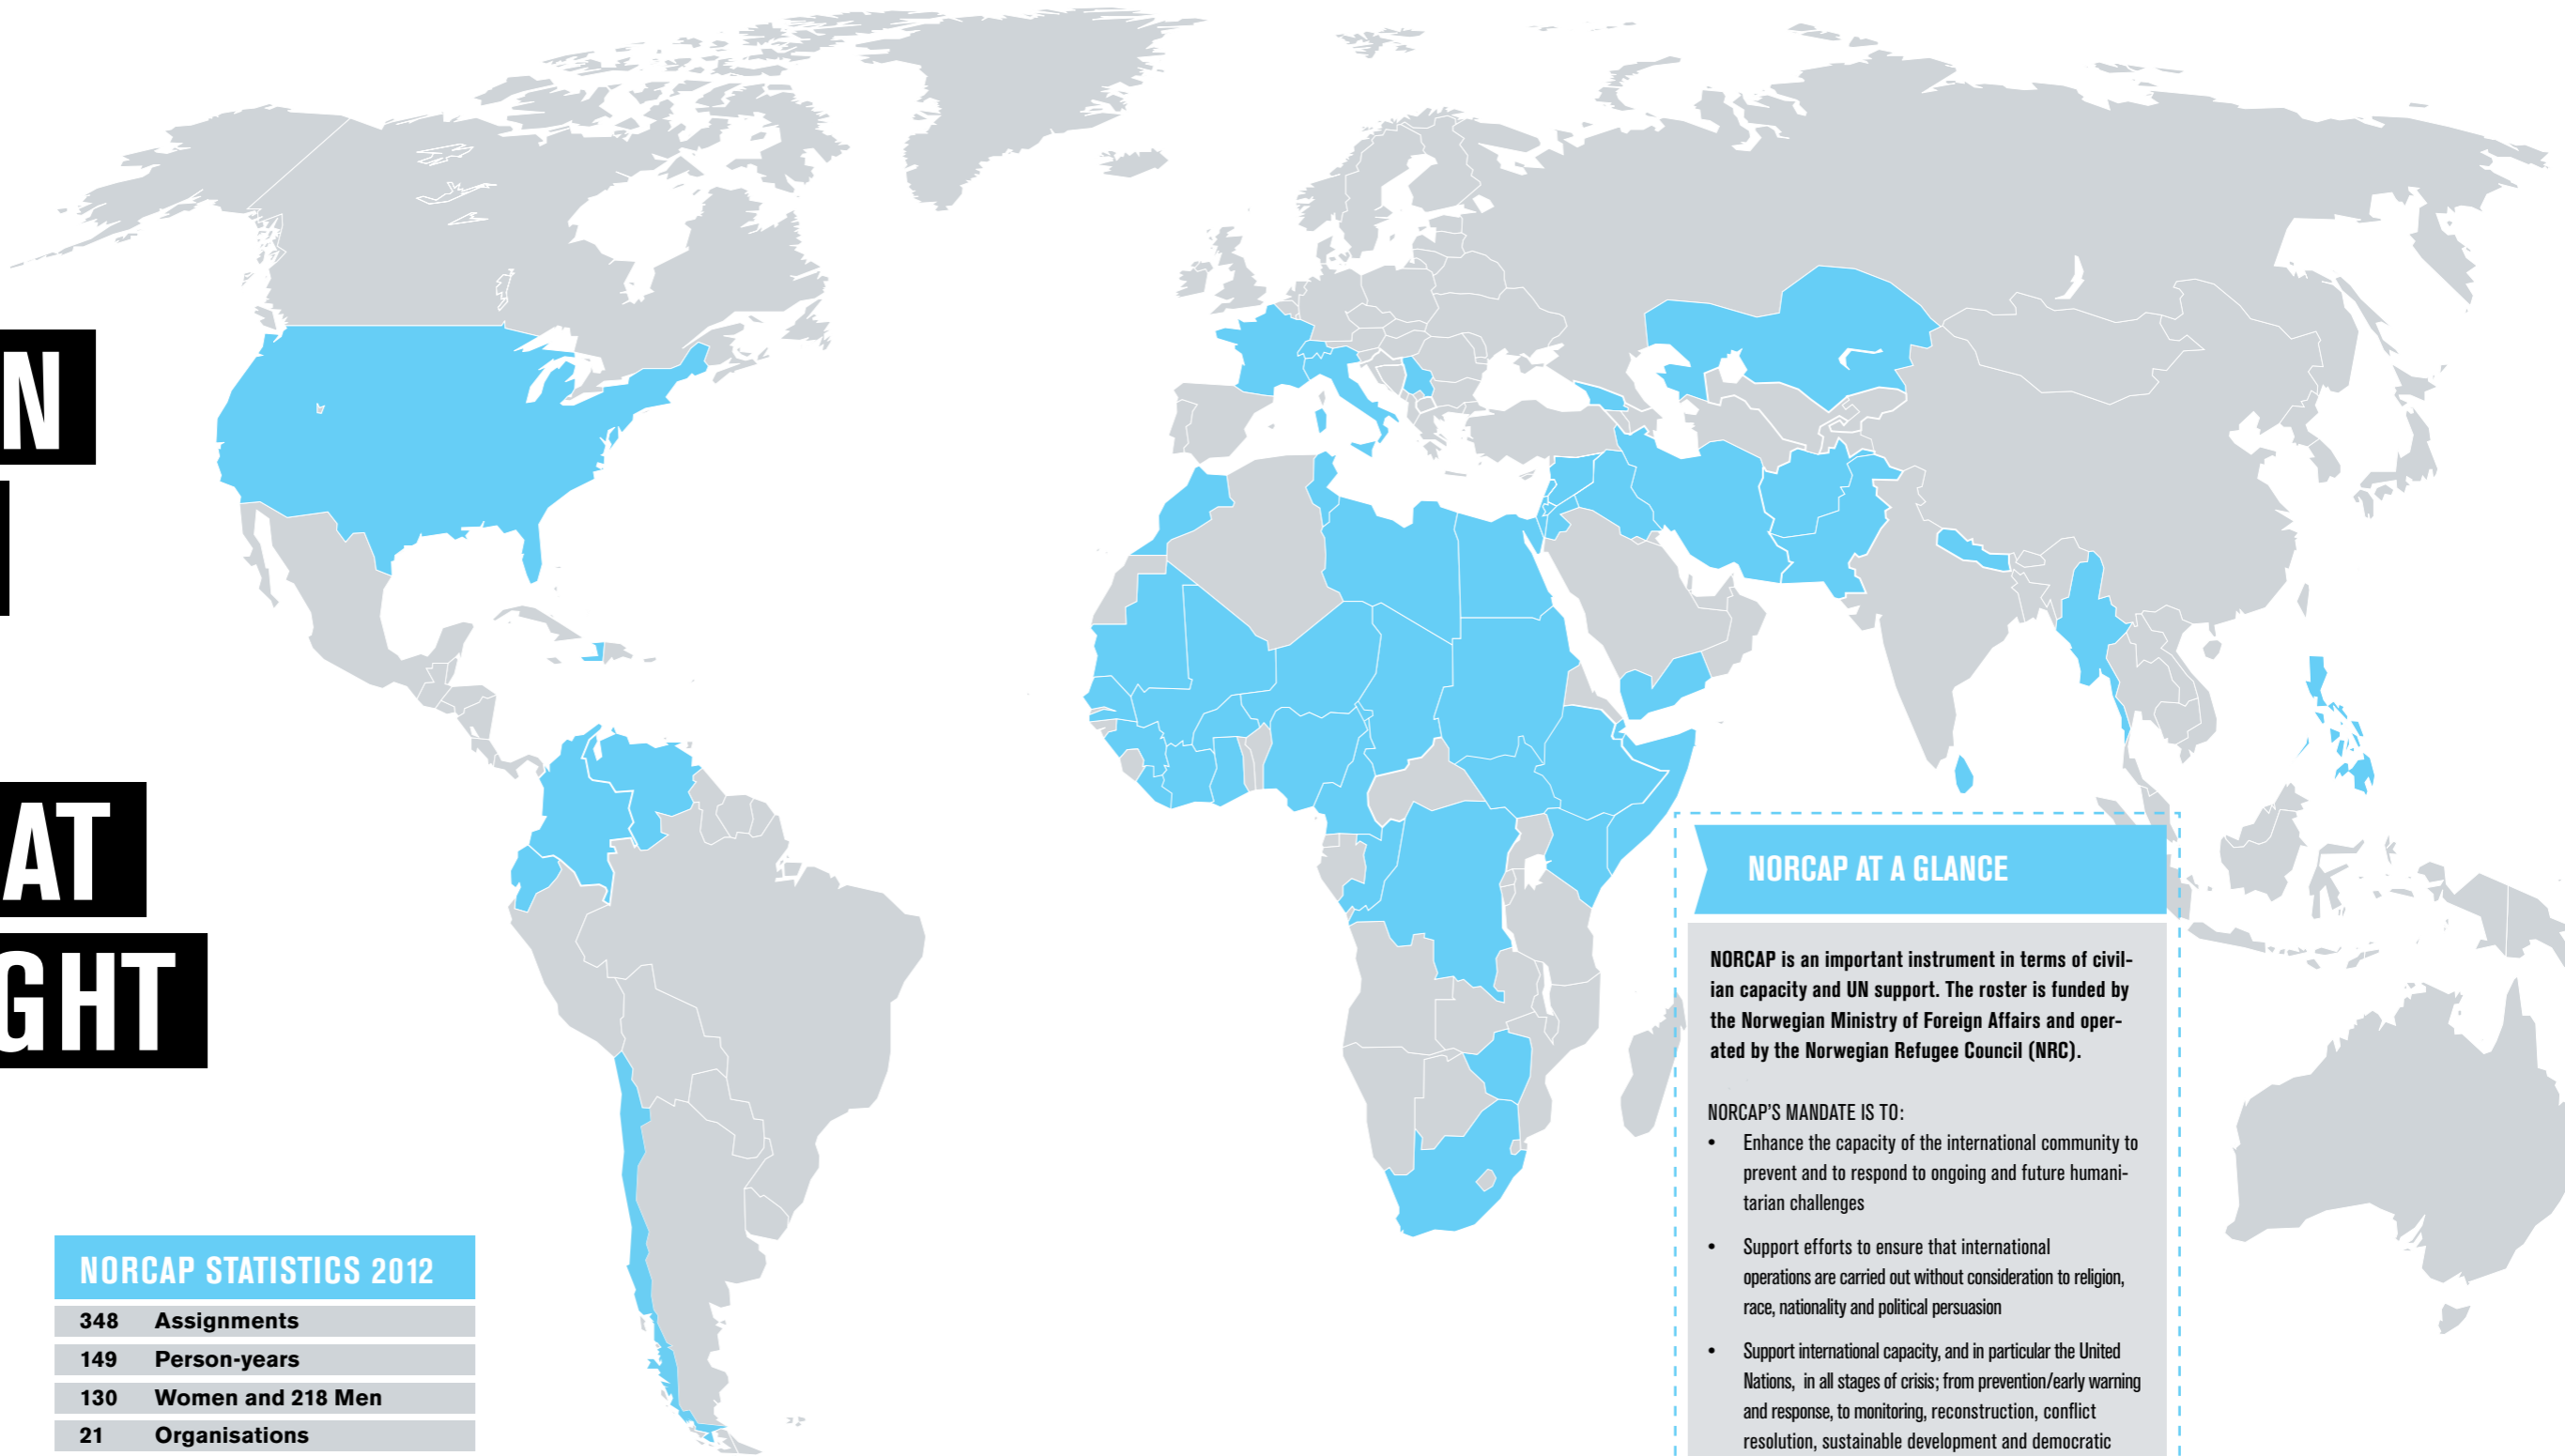 N
AT
GHT
NORCAP STATISTICS 2012
348 Assignments
149 Person-years
130 Women and 218 Men
21 Organisations
NORCAP AT A GLANCE
NORCAP is an important instrument in terms of civil-
ian capacity and UN support. The roster is funded by
the Norwegian Ministry of Foreign Affairs and oper-
ated by the Norwegian Refugee Council (NRC).
NORCAP'S MANDATE IS TO:
• Enhance the capacity of the international community to
prevent and to respond to ongoing and future humani-
tarian challenges
• Support efforts to ensure that international
operations are carried out without consideration to religion,
race, nationality and political persuasion
• Support international capacity, and in particular the United
Nations, in all stages of crisis; from prevention/early warning
and response, to monitoring, reconstruction, conflict
resolution, sustainable development and democratic